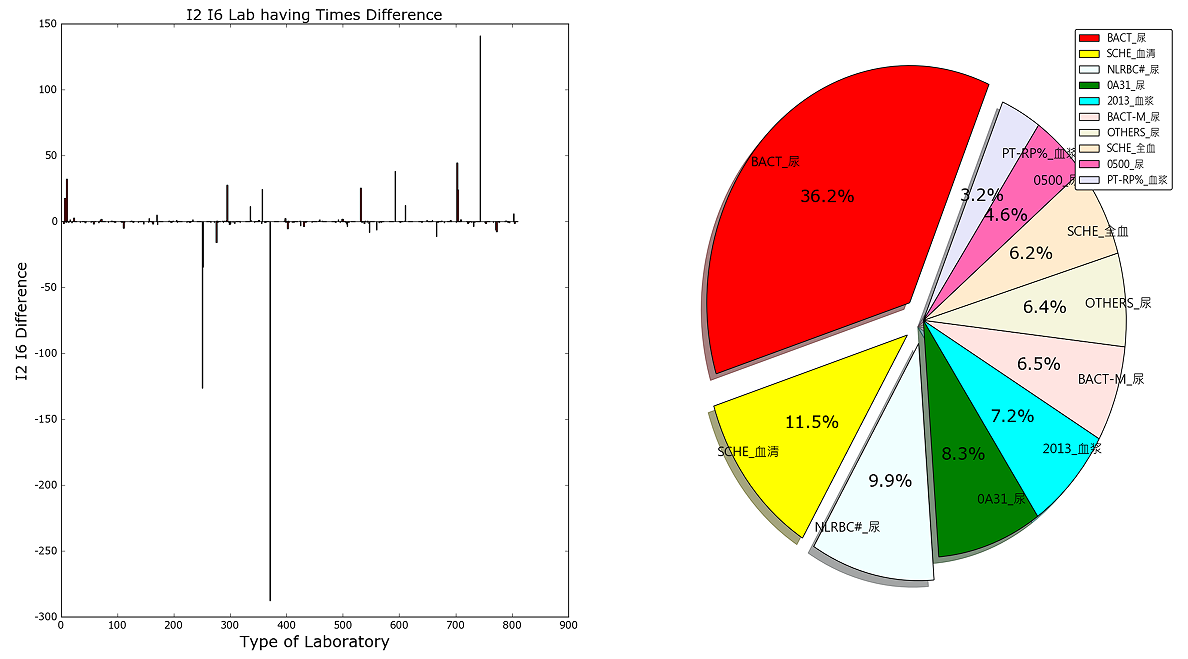 I2 I6 Lab having Times Difference
150
100
50
0
-50
-100
-150
-200
-250
-300
0 100 200 300 400 500 600 700 800 900
I2 I6 Difference
Type of Laboratory
BACT_尿
SCHE_血清
NLRBC#_尿
0A31_尿
2013_血浆
BACT-M_尿
OTHERS_尿
SCHE_全血
0500_尿
PT-RP%_血浆
BACT_尿
36.2%
PT-RP%_血浆
3.2%
0500_尿
4.6%
SCHE_全血
6.2%
OTHERS_尿
6.4%
BACT-M_尿
6.5%
2013_血浆
7.2%
0A31_尿
8.3%
NLRBC#_尿
9.9%
SCHE_血清
11.5%